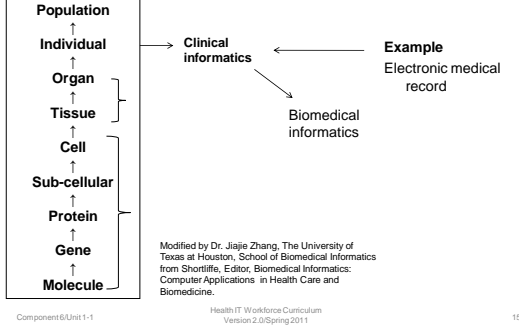 Population
↑
Individual
↑
Organ
↑
Tissue
↑
Cell
↑
Sub-cellular
↑
Protein
↑
Gene
↑
Molecule
Clinical
informatics
Example
Electronic medical
record
Biomedical
informatics
Modified by Dr. Jiajie Zhang, The University of
Texas at Houston, School of Biomedical Informatics
from Shortliffe, Editor, Biomedical Informatics:
Computer Applications in Health Care and
Biomedicine.
Component 6/Unit 1-1
Health IT Workforce Curriculum
Version 2.0/Spring 2011
15